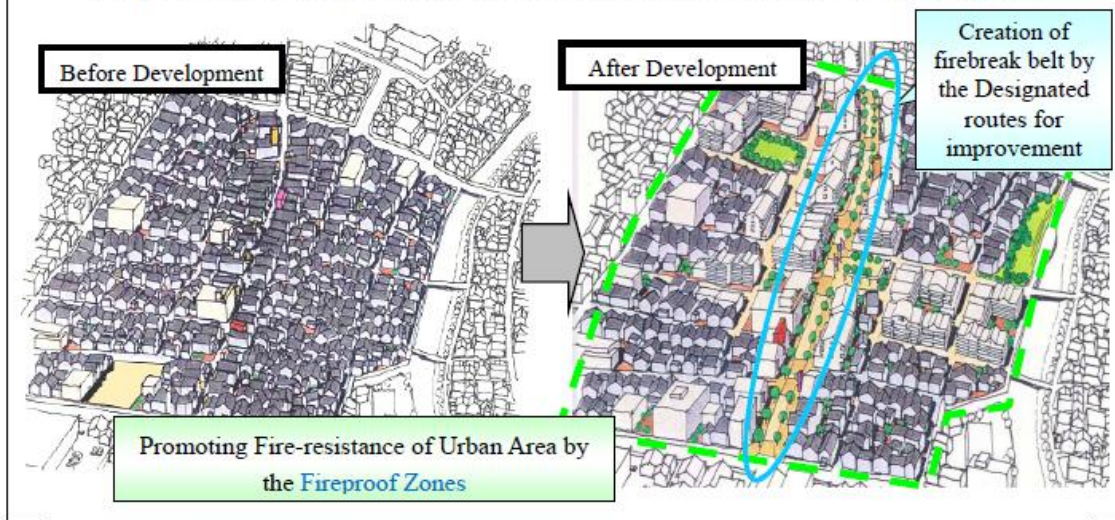 Before Development
After Development
Creation of
firebreak belt by
the Designated
routes for
improvement
Promoting Fire-resistance of Urban Area by
the Fireproof Zones